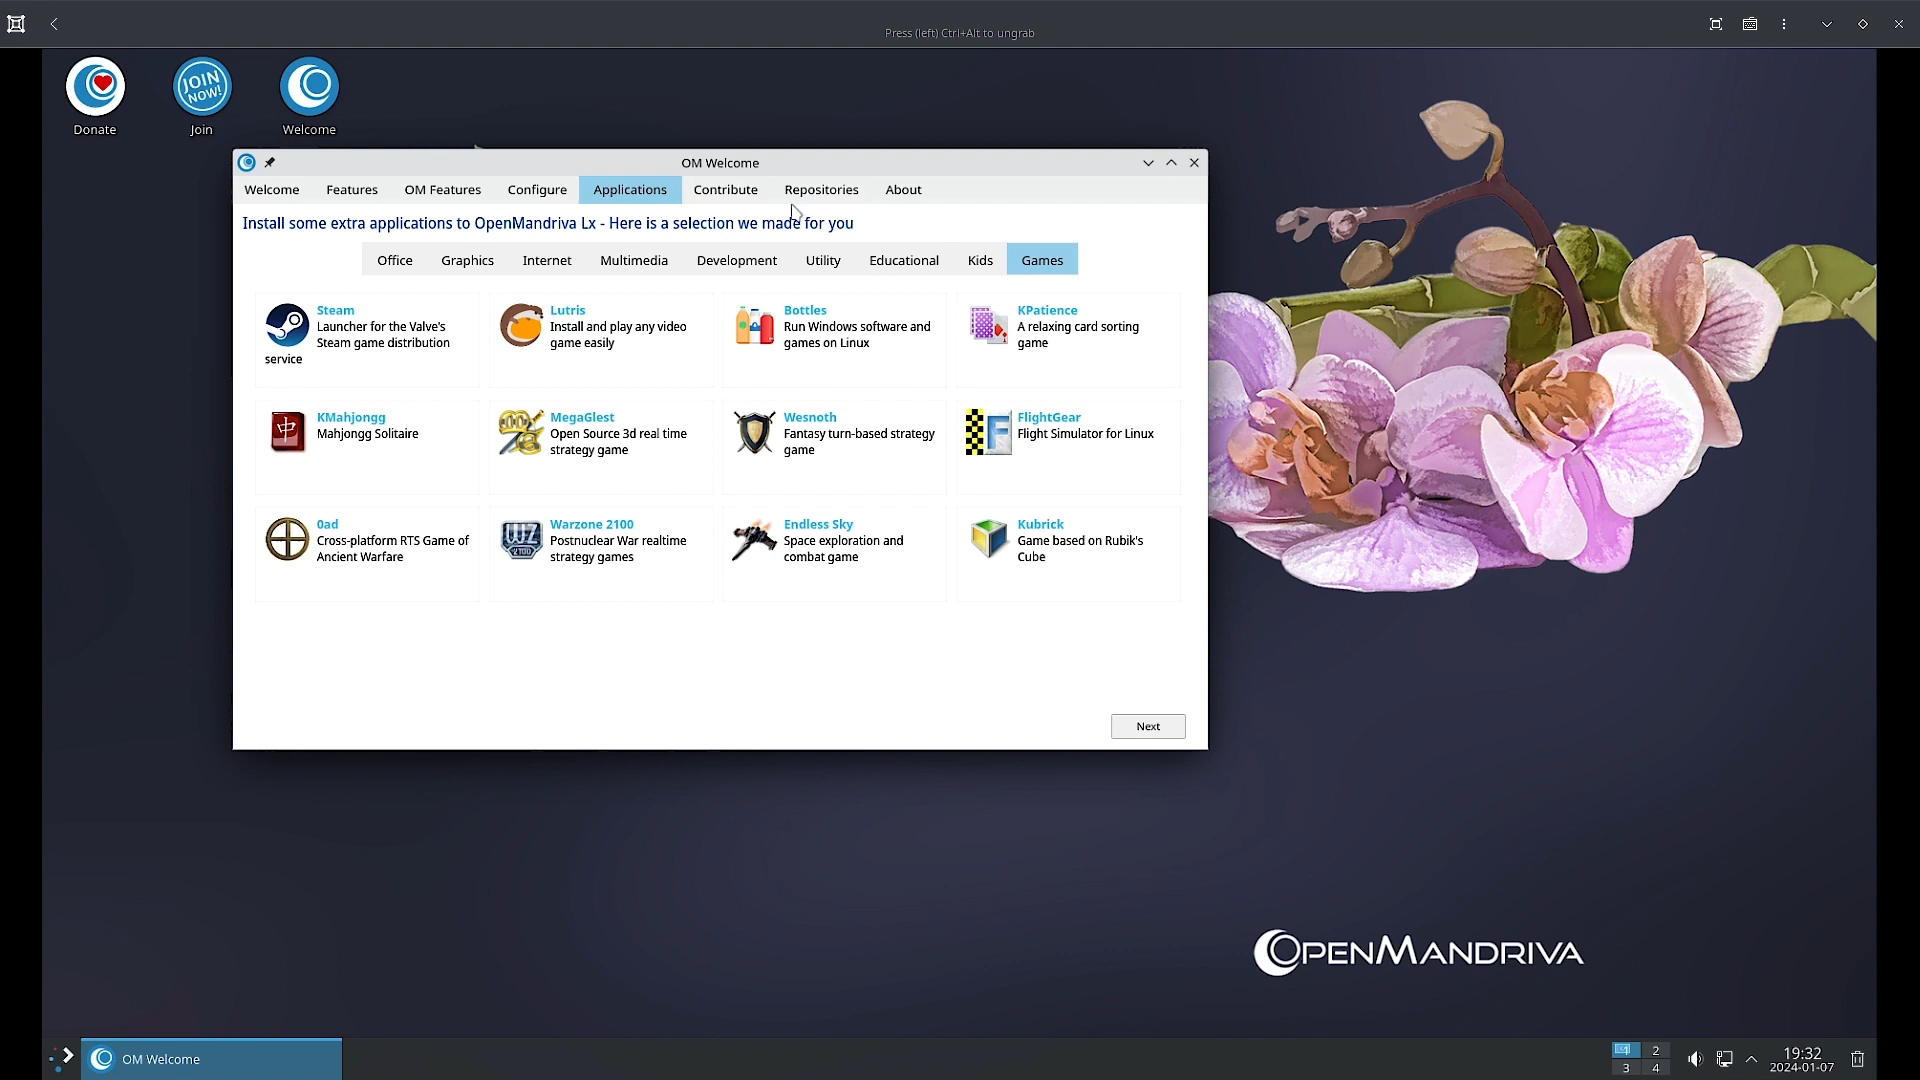 Press (left) Ctrl+Alt to ungrab
JOIN
NOW!
Donate
Join
Welcome
OM Welcome
Welcome
Features
OM Features
Configure
Applications
Contribute
Repositories
About
Install some extra applications to OpenMandriva Lx - Here is a selection we made for you
Office
Graphics
Internet
Multimedia
Development
Utility
Educational
Kids
Games
Steam
Launcher for the Valve's
Steam game distribution
service
Lutris
Install and play any video
game easily
Bottles
Run Windows software and
games on Linux
KPatience
A relaxing card sorting
game
KMahjongg
Mahjongg Solitaire
中
MegaGlest
Open Source 3d real time
strategy game
Wesnoth
Fantasy turn-based strategy
game
F
FlightGear
Flight Simulator for Linux
0ad
Cross-platform RTS Game of
Ancient Warfare
WZ
2100
Warzone 2100
Postnuclear War realtime
strategy games
Endless Sky
Space exploration and
combat game
Kubrick
Game based on Rubik's
Cube
Next
OPENMANDRIVA
OM Welcome
1
2
3
4
19:32
2024-01-07